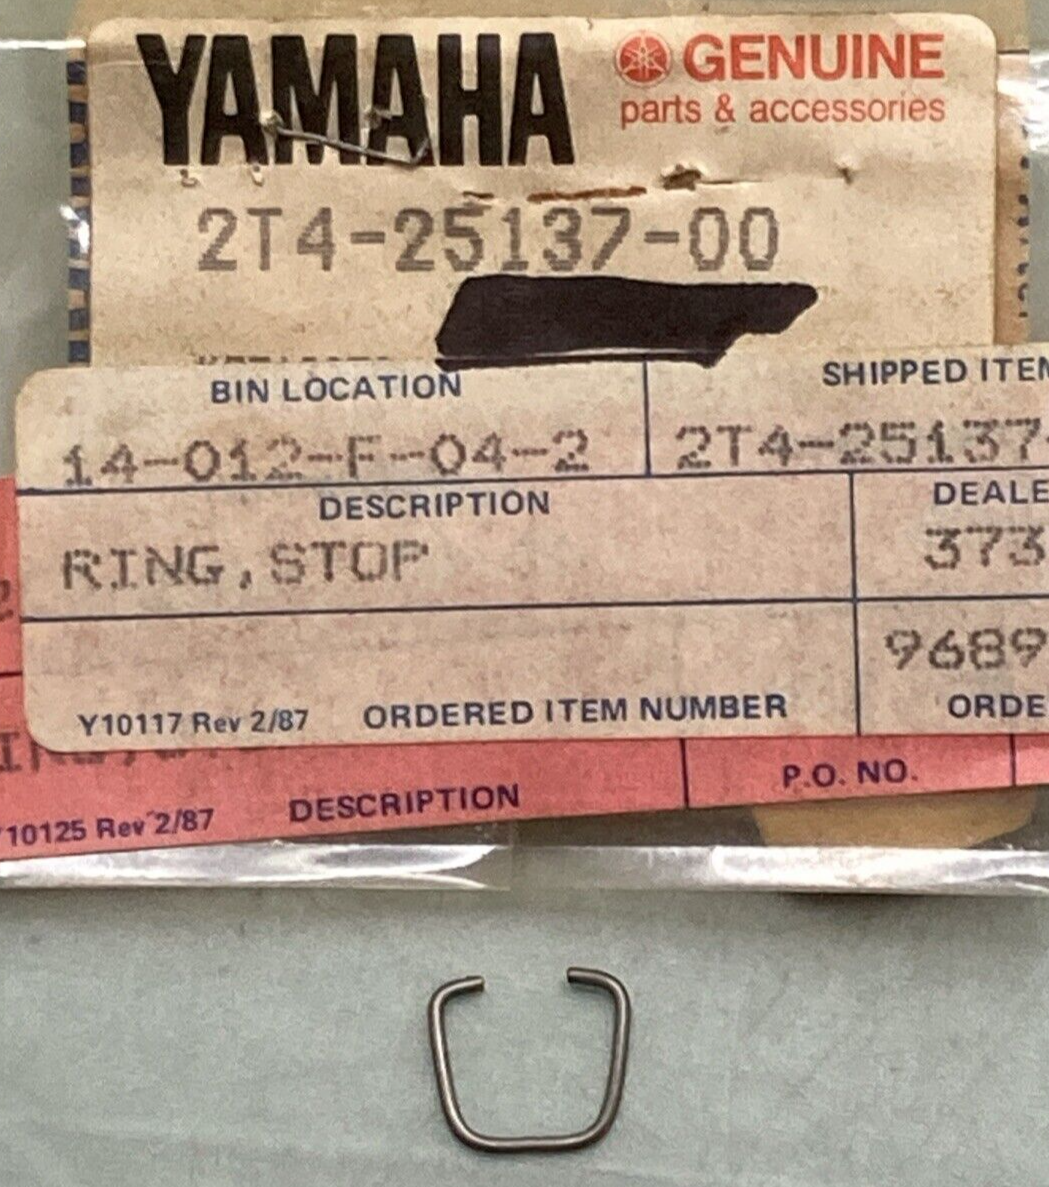 YAMAHA
GENUINE
parts & accessories
2T4-25137-00
BIN LOCATION
SHIPPED ITEM
14-012-F-04-2
2T4-25137-
DESCRIPTION
DEALE
RING,STOP
373
9689
Y10117 Rev 2/87
ORDERED ITEM NUMBER
ORDE
P.O. NO.
10125 Rev 2/87
DESCRIPTION